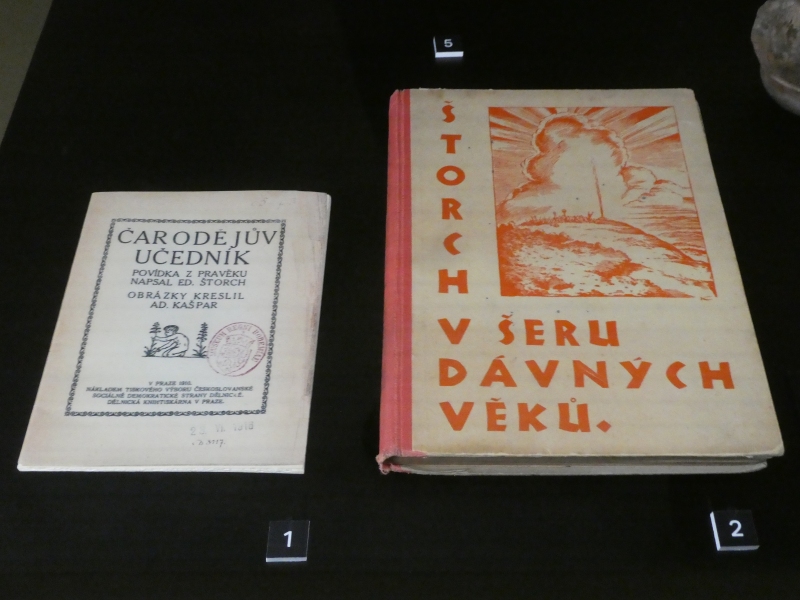 5
ČARODĚJŮV
UČEDNÍK
POVÍDKA Z PRAVĚKU
NAPSAL ED. ŠTORCH
OBRÁZKY KRESLIL
AD. KAŠPAR
V PRAZE
NÁKLADEM TISKOVÉHO VÝBORU ČESKOSLOVANSKÉ
SOCIÁLNĚ DEMOKRATICKÉ STRANY DĚLNICKÉ.
DĚLNICKÁ KNIHTISKÁRNA V PRAZE.
1
ŠTORCH
V ŠERU
DÁVNÝCH
VĚKŮ.
2